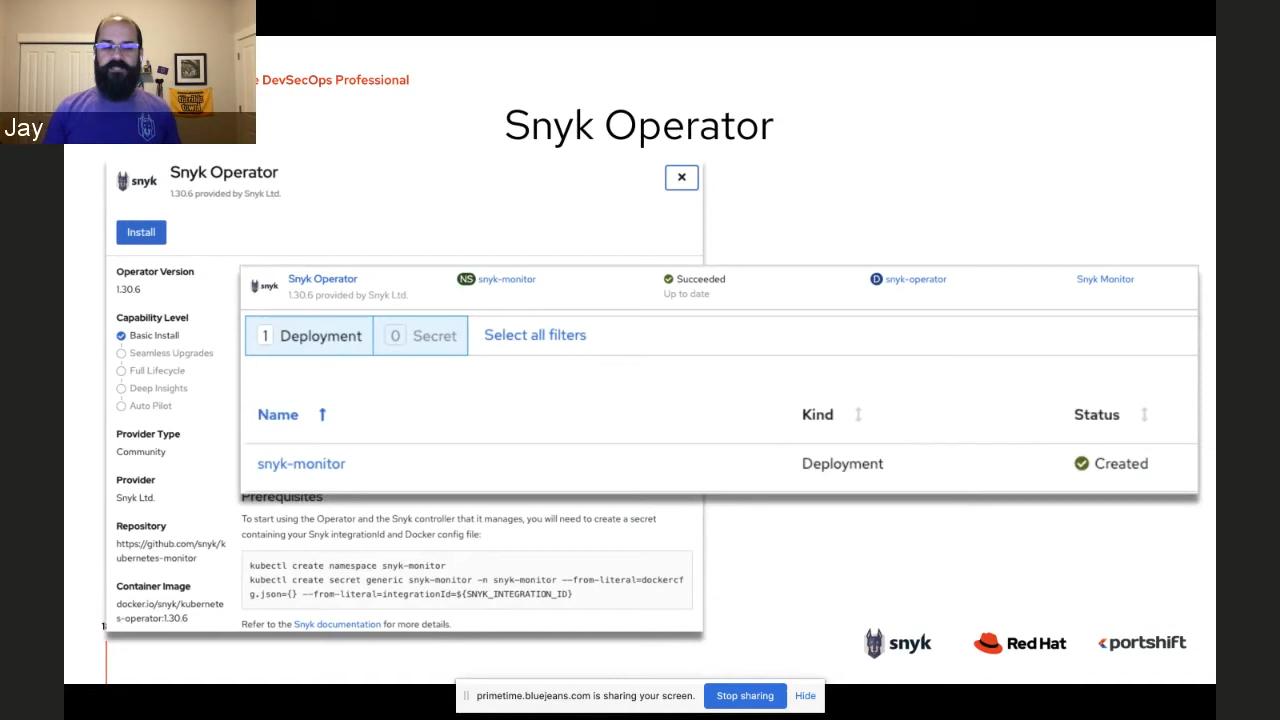 Jay
e DevSecOps Professional
Snyk Operator
snyk
Snyk Operator
1.30.6 provided by Snyk Ltd.
Install
Operator Version
1.30.6
Capability Level
Basic Install
Seamless Upgrades
Full Lifecycle
Deep Insights
Auto Pilot
Provider Type
Community
Provider
Snyk Ltd.
Repository
https://github.com/snyk/k
ubernetes-monitor
Container Image
docker.io/snyk/kubernete
s-operator:1.30.6
snyk
Snyk Operator
1.30.6 provided by Snyk Ltd.
NS snyk-monitor
Succeeded
Up to date
D snyk-operator
Snyk Monitor
1 Deployment
0 Secret
Select all filters
Name
Kind
Status
snyk-monitor
Deployment
Created
Prerequisites
To start using the Operator and the Snyk controller that it manages, you will need to create a secret
containing your Snyk integrationId and Docker config file:
kubectl create namespace snyk-monitor
kubectl create secret generic snyk-monitor -n snyk-monitor --from-literal=dockercf
g.json={} --from-literal=integrationId=${SNYK_INTEGRATION_ID}
Refer to the Snyk documentation for more details.
snyk
Red Hat
portshift
primetime.bluejeans.com is sharing your screen.
Stop sharing
Hide